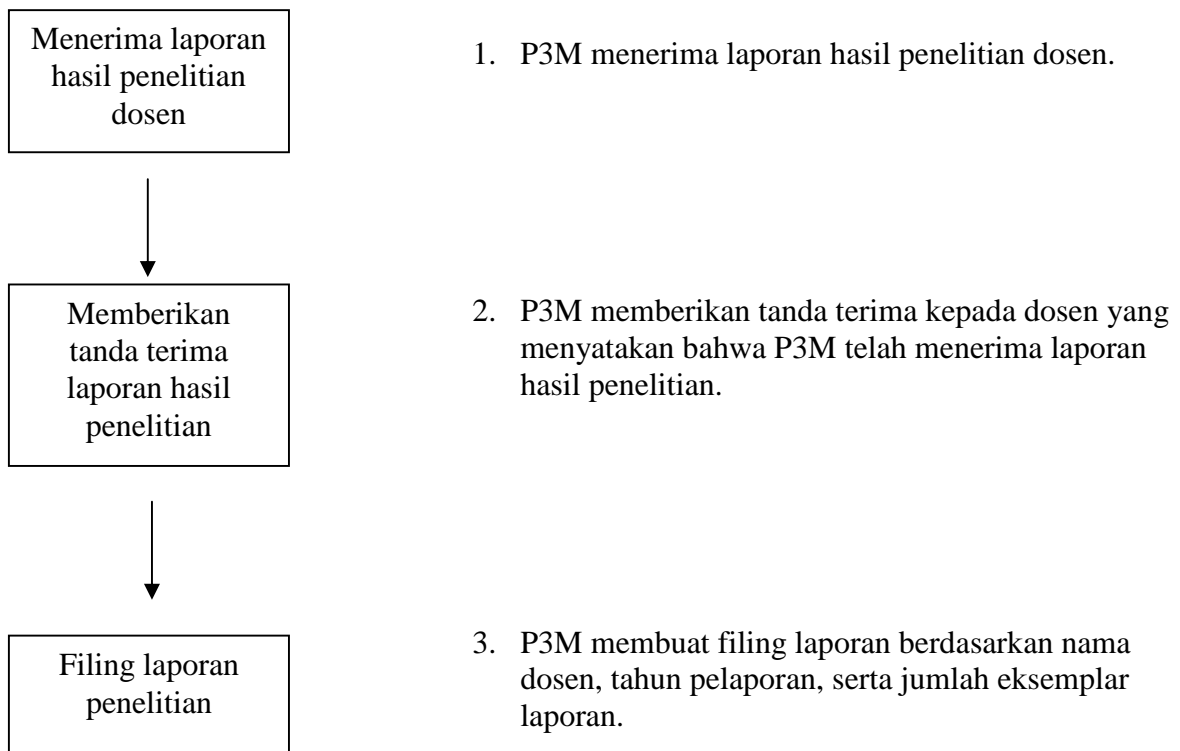 Menerima laporan
hasil penelitian
dosen
1. P3M menerima laporan hasil penelitian dosen.
Memberikan
tanda terima
laporan hasil
penelitian
2. P3M memberikan tanda terima kepada dosen yang
menyatakan bahwa P3M telah menerima laporan
hasil penelitian.
Filing laporan
penelitian
3. P3M membuat filing laporan berdasarkan nama
dosen, tahun pelaporan, serta jumlah eksemplar
laporan.